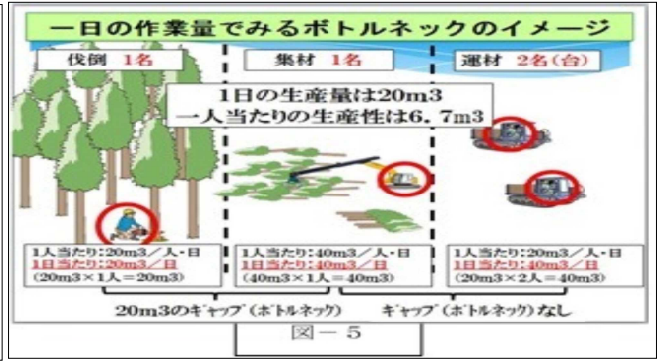 一日の作業量でみるボトルネックのイメージ
伐倒 1名
集材 1名
運材 2名(台)
1日の生産量は20m3
一人当たりの生産性は6.7m3
1人当たり:20m3/人・日
1日当たり:20m3/日
(20m3×1人=20m3)
1人当たり:40m3/人・日
1日当たり:40m3/日
(40m3×1人=40m3)
1人当たり:20m3/人・日
1日当たり:40m3/日
(20m3×2人=40m3)
20m3のギャップ(ボトルネック)
ギャップ(ボトルネック)なし
図-5